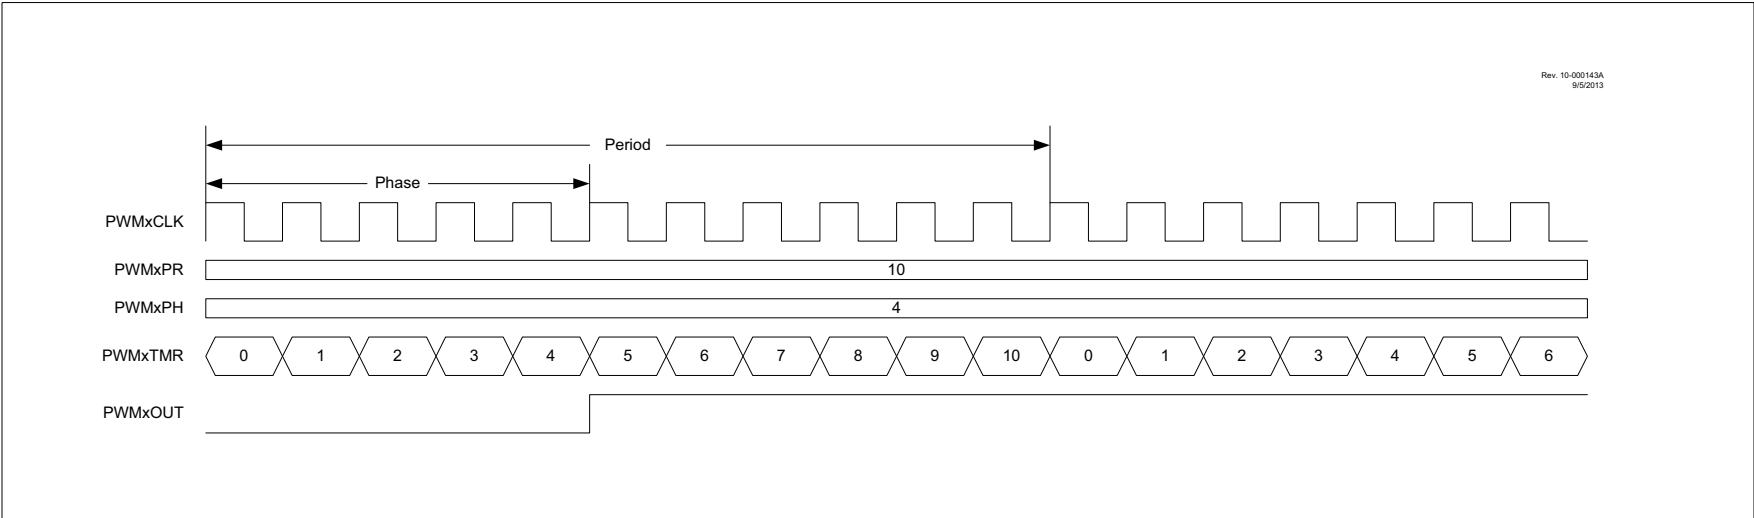 Rev. 10-000143A
9/5/2013
Period
Phase
PWMxCLK
PWMxPR 10
PWMxPH 4
PWMxTMR 0 1 2 3 4 5 6 7 8 9 10 0 1 2 3 4 5 6
PWMxOUT